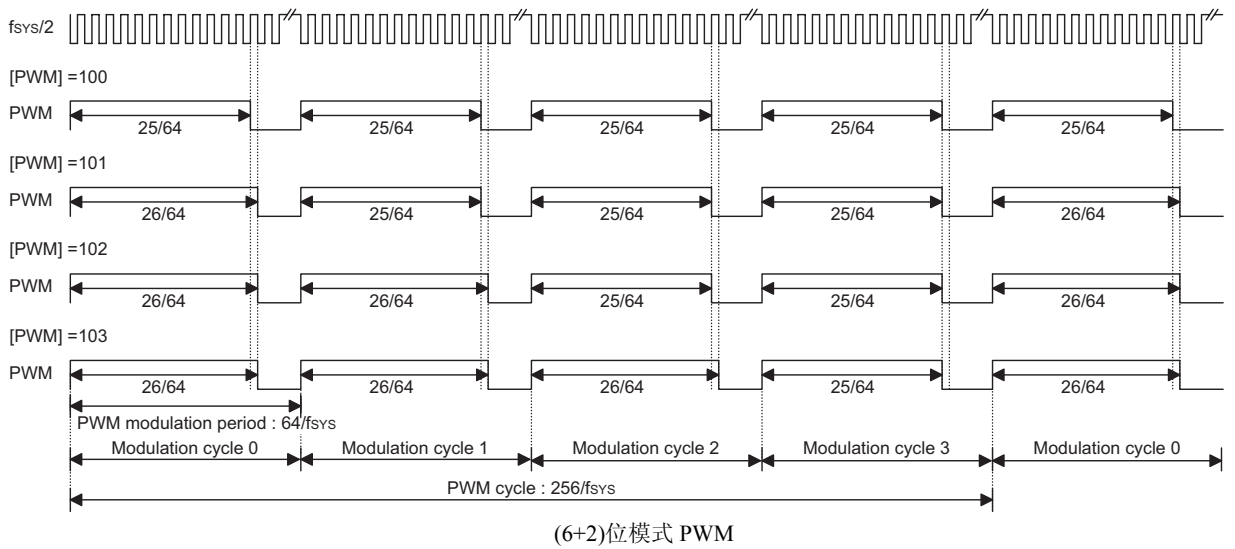 fSYS/2
[PWM] =100
PWM
25/64 25/64 25/64 25/64 25/64
[PWM] =101
PWM
26/64 25/64 25/64 25/64 26/64
[PWM] =102
PWM
26/64 26/64 25/64 25/64 26/64
[PWM] =103
PWM
26/64 26/64 26/64 25/64 26/64
PWM modulation period : 64/fSYS
Modulation cycle 0 Modulation cycle 1 Modulation cycle 2 Modulation cycle 3 Modulation cycle 0
PWM cycle : 256/fSYS
(6+2)位模式 PWM